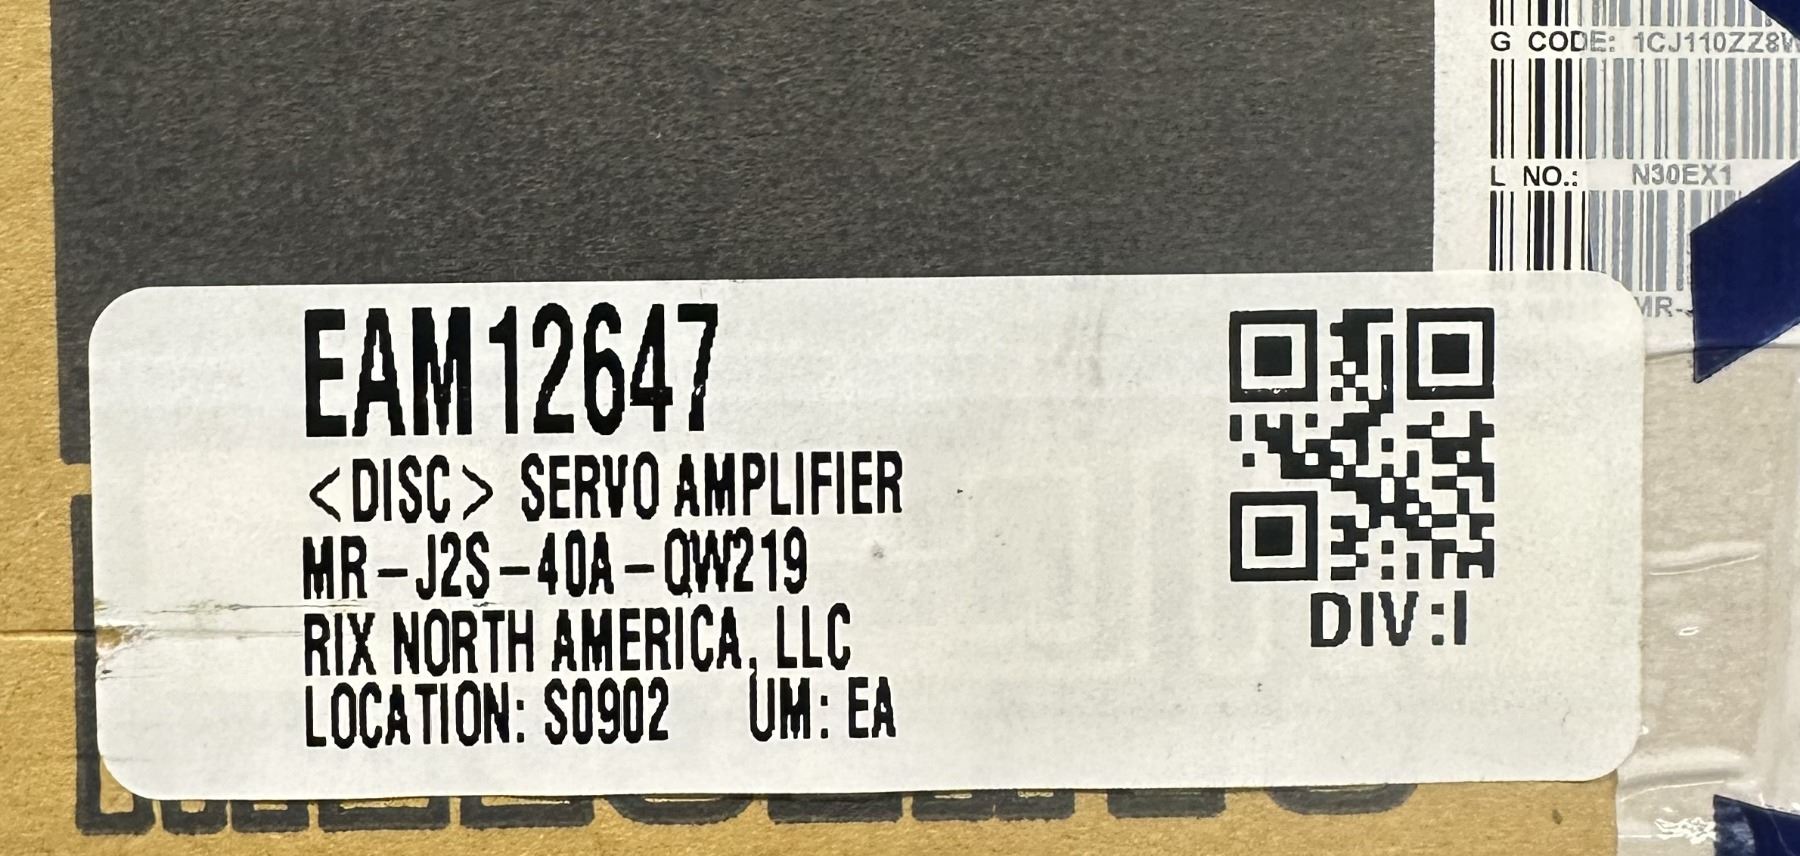 G CODE: 1CJ110ZZ8W
L NO.: N30EX1
MR-
EAM12647
<DISC> SERVO AMPLIFIER
MR-J2S-40A-QW219
RIX NORTH AMERICA, LLC
LOCATION: S0902 UM: EA
DIV:I